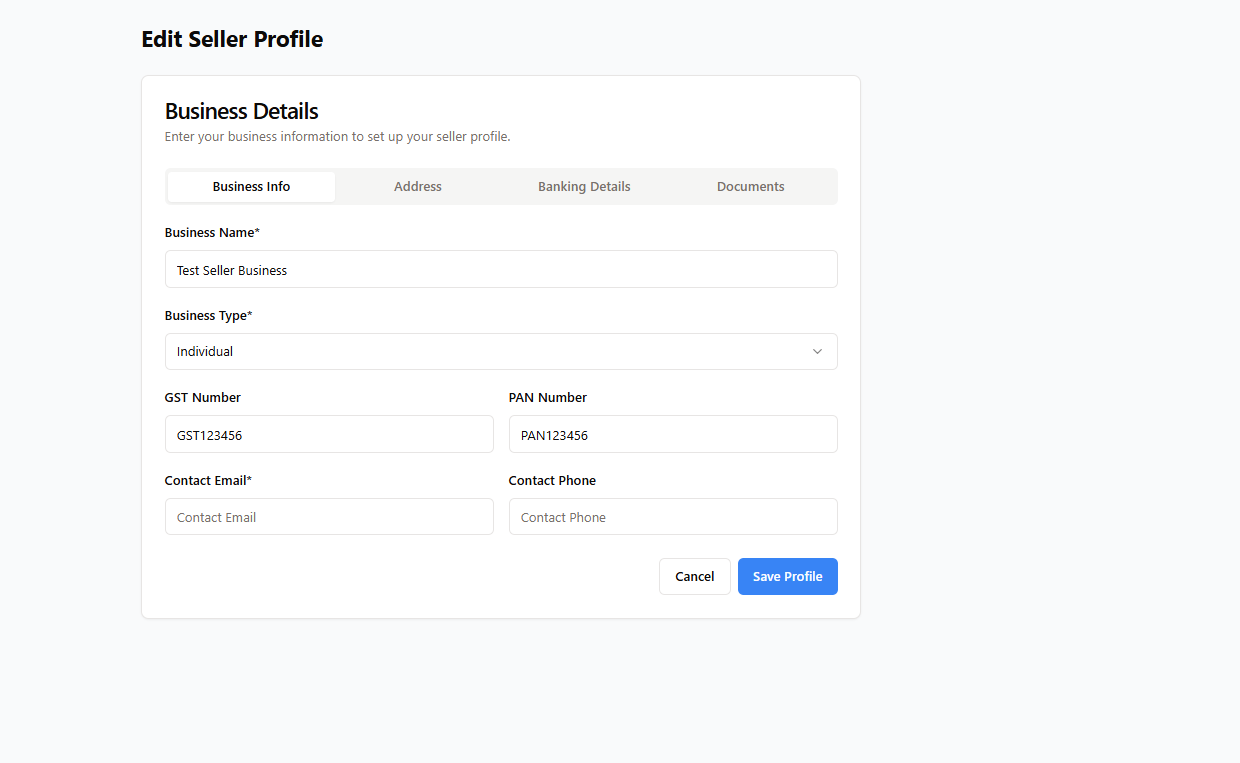 Edit Seller Profile
Business Details
Enter your business information to set up your seller profile.
Business Info Address Banking Details Documents
Business Name*
Test Seller Business
Business Type*
Individual
GST Number PAN Number
GST123456 PAN123456
Contact Email* Contact Phone
Contact Email Contact Phone
Cancel Save Profile